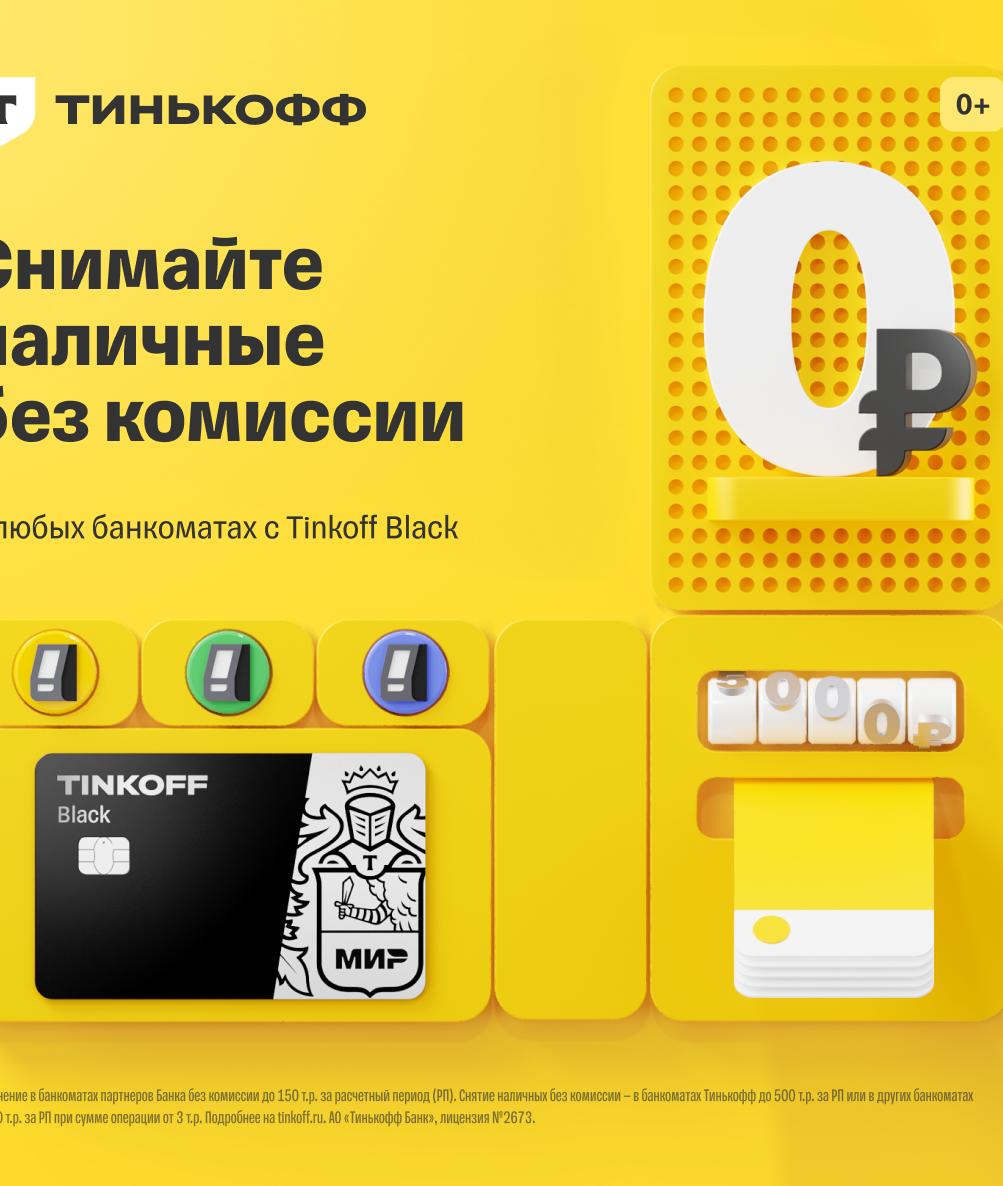 ТИНЬКОФФ
0+
Снимайте
наличные
без комиссии
любых банкоматах с Tinkoff Black
0₽
5000₽
TINKOFF
Black
Т
МИР
в банкоматах партнеров Банка без комиссии до 150 т.р. за расчетный период (РП). Снятие наличных без комиссии – в банкоматах Тинькофф до 500 т.р. за РП или в других банкоматах
т.р. за РП при сумме операции от 3 т.р. Подробнее на tinkoff.ru. АО «Тинькофф Банк», лицензия №2673.